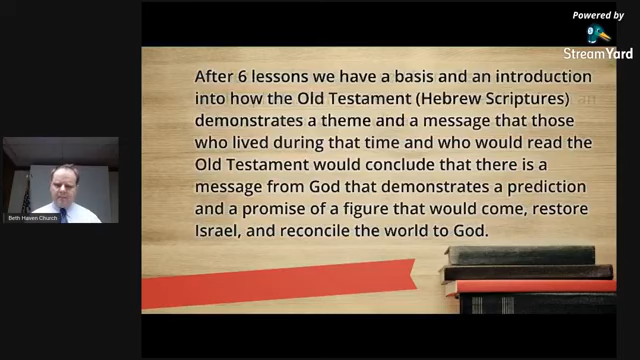 Powered by
StreamYard
After 6 lessons we have a basis and an introduction
into how the Old Testament (Hebrew Scriptures)
demonstrates a theme and a message that those
who lived during that time and who would read the
Old Testament would conclude that there is a
message from God that demonstrates a prediction
and a promise of a figure that would come, restore
Israel, and reconcile the world to God.
Beth Haven Church